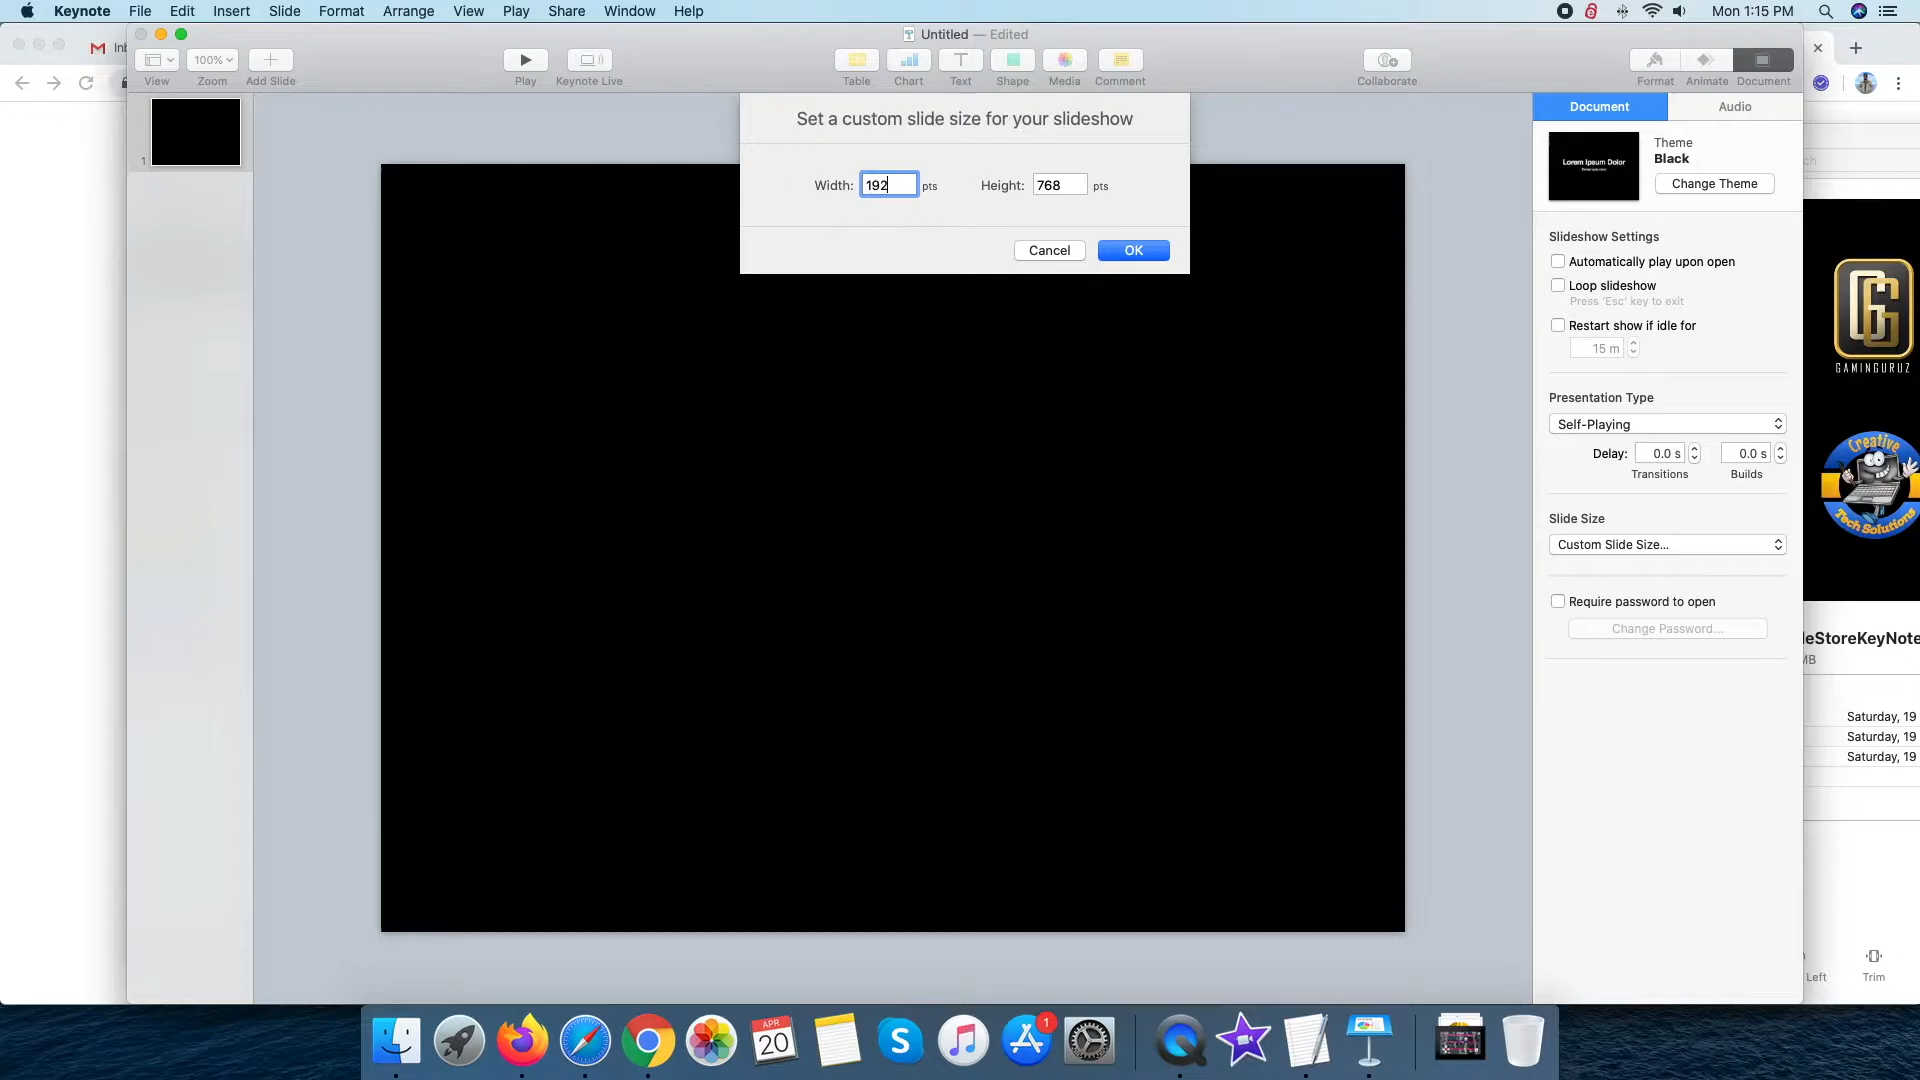 Keynote File Edit Insert Slide Format Arrange View Play Share Window Help
Mon 1:15 PM
Untitled — Edited
100%
View Zoom Add Slide Play Keynote Live Table Chart Text Shape Media Comment Collaborate Format Animate Document
Set a custom slide size for your slideshow
Width: 192 pts Height: 768 pts
Cancel OK
1
Document Audio
Lorem Ipsum Dolor
Theme
Black
Change Theme
Slideshow Settings
Automatically play upon open
Loop slideshow
Press 'Esc' key to exit
Restart show if idle for
15 m
Presentation Type
Self-Playing
Delay: 0.0 s 0.0 s
Transitions Builds
Slide Size
Custom Slide Size...
Require password to open
Change Password...
GG
GAMINGURUZ
Creative
Tech Solutions
leStoreKeyNote
MB
Saturday, 19
Saturday, 19
Saturday, 19
Left Trim
APR
20
S
1